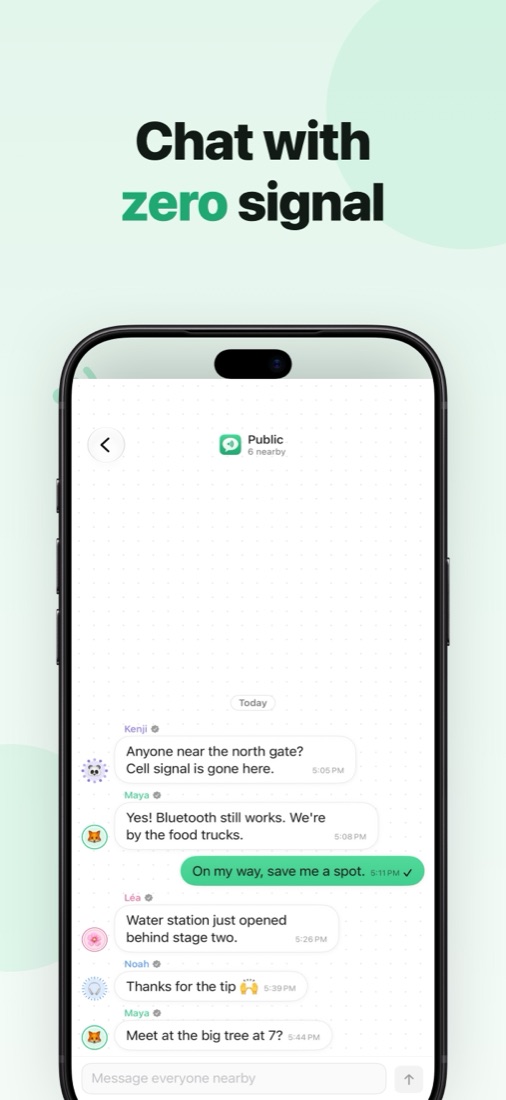 Chat with
zero signal
Public
6 nearby
Today
Kenji
Anyone near the north gate?
Cell signal is gone here. 5:05 PM
Maya
Yes! Bluetooth still works. We're
by the food trucks. 5:08 PM
On my way, save me a spot. 5:11 PM
Léa
Water station just opened
behind stage two. 5:26 PM
Noah
Thanks for the tip 🙌 5:39 PM
Maya
Meet at the big tree at 7? 5:44 PM
Message everyone nearby